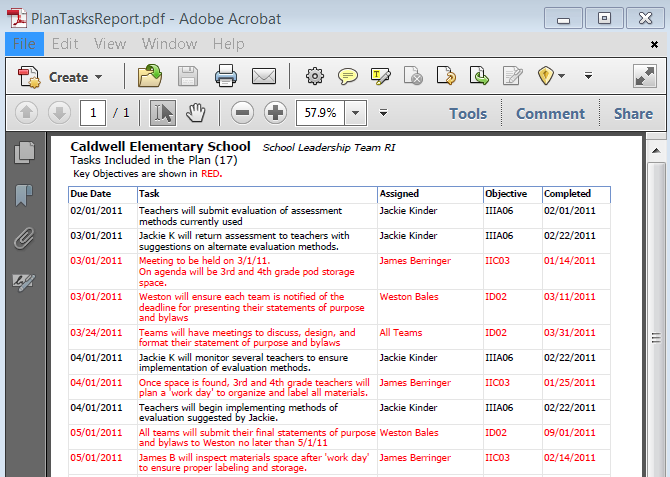 PlanTasksReport.pdf - Adobe Acrobat
File Edit View Window Help
Create
1 / 1 57.9% Tools Comment Share
Caldwell Elementary School School Leadership Team RI
Tasks Included in the Plan (17)
Key Objectives are shown in RED.
Due Date Task Assigned Objective Completed
02/01/2011 Teachers will submit evaluation of assessment Jackie Kinder IIIA06 02/01/2011
methods currently used
03/01/2011 Jackie K will return assessment to teachers with Jackie Kinder IIIA06 02/22/2011
suggestions on alternate evaluation methods.
03/01/2011 Meeting to be held on 3/1/11. James Berringer IIC03 01/14/2011
On agenda will be 3rd and 4th grade pod storage
space.
03/01/2011 Weston will ensure each team is notified of the Weston Bales ID02 03/11/2011
deadline for presenting their statements of purpose
and bylaws
03/24/2011 Teams will have meetings to discuss, design, and All Teams ID02 03/31/2011
format their statement of purpose and bylaws
04/01/2011 Jackie K will monitor several teachers to ensure Jackie Kinder IIIA06 02/22/2011
implementation of evaluation methods.
04/01/2011 Once space is found, 3rd and 4th grade teachers will James Berringer IIC03 01/25/2011
plan a 'work day' to organize and label all materials.
04/01/2011 Teachers will begin implementing methods of Jackie Kinder IIIA06 02/22/2011
evaluation suggested by Jackie.
05/01/2011 All teams will submit their final statements of purpose Weston Bales ID02 09/01/2011
and bylaws to Weston no later than 5/1/11
05/01/2011 James B will inspect materials space after 'work day' James Berringer IIC03 02/14/2011
to ensure proper labeling and storage.